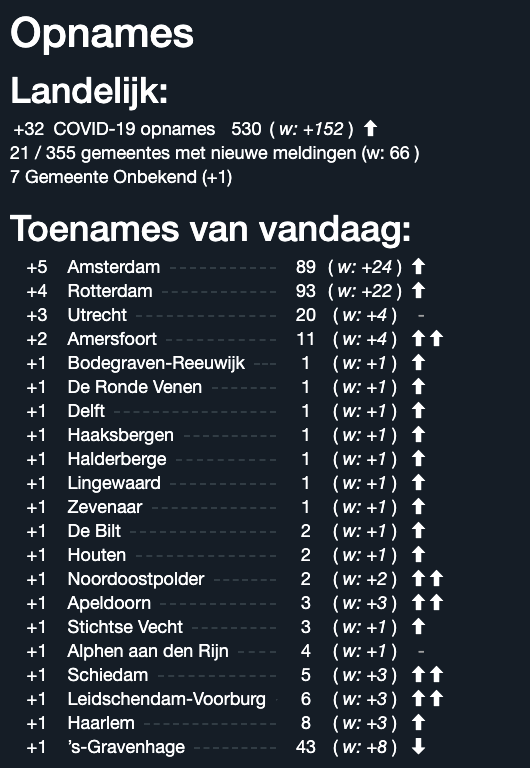 Opnames
Landelijk:
+32 COVID-19 opnames 530 ( w: +152 ) ⬆
21 / 355 gemeentes met nieuwe meldingen (w: 66 )
7 Gemeente Onbekend (+1)
Toenames van vandaag:
+5 Amsterdam ---------- 89 ( w: +24 ) ⬆
+4 Rotterdam ----------- 93 ( w: +22 ) ⬆
+3 Utrecht -------------- 20 ( w: +4 ) -
+2 Amersfoort ---------- 11 ( w: +4 ) ⬆⬆
+1 Bodegraven-Reeuwijk --- 1 ( w: +1 ) ⬆
+1 De Ronde Venen ------- 1 ( w: +1 ) ⬆
+1 Delft ---------------- 1 ( w: +1 ) ⬆
+1 Haaksbergen --------- 1 ( w: +1 ) ⬆
+1 Halderberge ---------- 1 ( w: +1 ) ⬆
+1 Lingewaard ---------- 1 ( w: +1 ) ⬆
+1 Zevenaar ------------ 1 ( w: +1 ) ⬆
+1 De Bilt -------------- 2 ( w: +1 ) ⬆
+1 Houten -------------- 2 ( w: +1 ) ⬆
+1 Noordoostpolder ------ 2 ( w: +2 ) ⬆⬆
+1 Apeldoorn ----------- 3 ( w: +3 ) ⬆⬆
+1 Stichtse Vecht -------- 3 ( w: +1 ) ⬆
+1 Alphen aan den Rijn ---- 4 ( w: +1 ) -
+1 Schiedam ----------- 5 ( w: +3 ) ⬆⬆
+1 Leidschendam-Voorburg - 6 ( w: +3 ) ⬆⬆
+1 Haarlem ------------- 8 ( w: +3 ) ⬆
+1 's-Gravenhage -------- 43 ( w: +8 ) ⬇